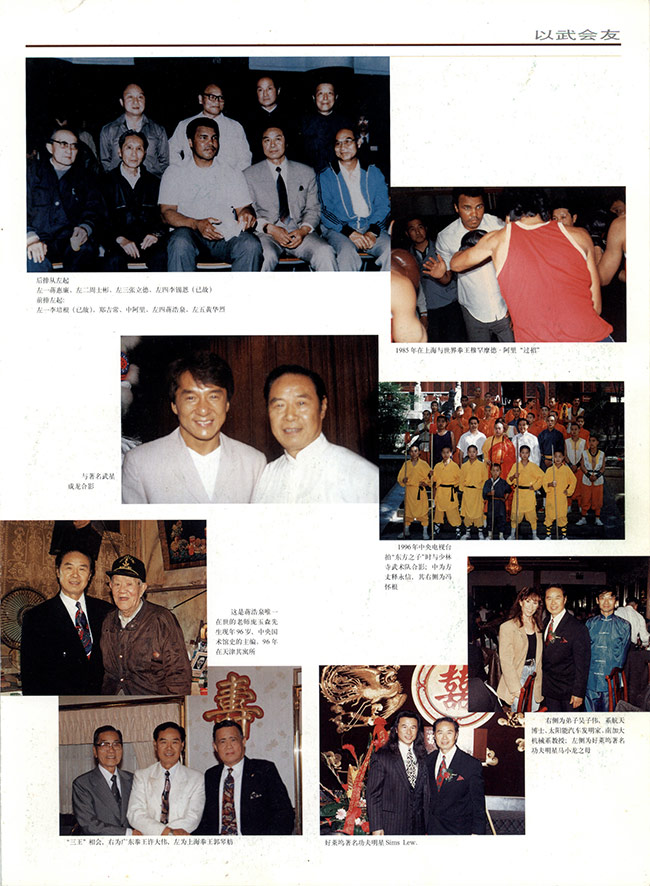 以武会友
后排从左起
左一蒋惠廉、左二周士彬、左三张立德、左四李锡恩(已故)
前排左起:
左一李培根(已故)、郑吉常、中阿里、左四蒋浩泉、左五黄华烈
1985年在上海与世界拳王穆罕摩德·阿里“过招”
与著名武星
成龙合影
1996年中央电视台
拍“东方之子”时与少林
寺武术队合影:中为方
丈释永信,其右侧为冯
怀根
这是蒋浩泉唯一
在世的老师庞玉森先
生现年96岁、中央国
术馆史的主编,96年
在天津其寓所
右侧为弟子吴子伟、系航天
博士、太阳能汽车发明家、南加大
机械系教授,左侧为好莱坞著名
功夫明星马小龙之母
“三王”相会,右为广东拳王许大伟,左为上海拳王郭琴舫
好莱坞著名功夫明星Sims Lew.
寿
囍